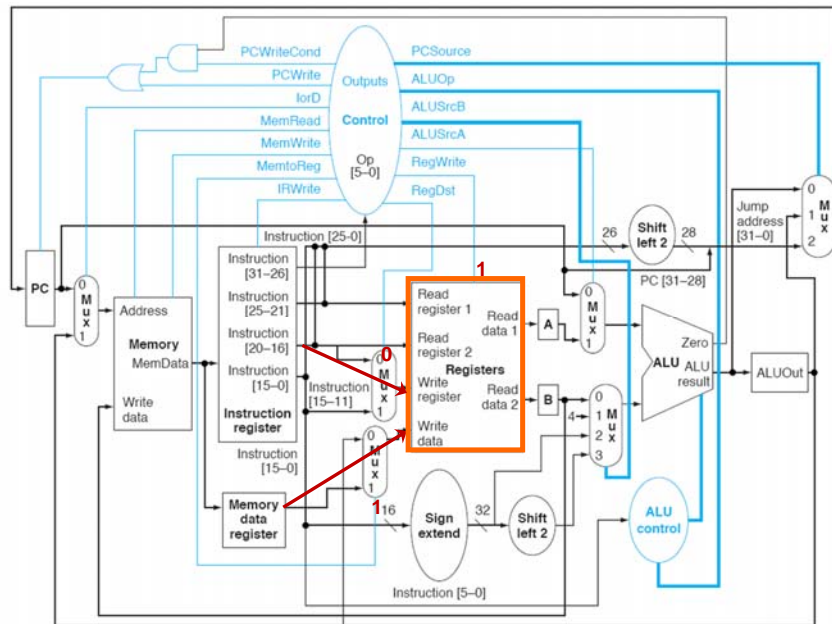 PCWriteCond
PCWrite
IorD
MemRead
MemWrite
MemtoReg
IRWrite
Outputs
Control
Op
[5–0]
PCSource
ALUOp
ALUSrcB
ALUSrcA
RegWrite
RegDst
Instruction [25-0]
26
Shift
left 2
28
Jump
address
[31–0]
PC [31–28]
0
1
2
M
u
x
PC
0
M
u
x
1
Address
Memory
MemData
Write
data
Instruction
[31–26]
Instruction
[25–21]
Instruction
[20–16]
Instruction
[15–0]
Instruction
register
Instruction
[15–11]
Instruction
[15–0]
Memory
data
register
0
0
M
u
x
1
0
M
u
x
1
1
1
Read
register 1
Read
register 2
Registers
Write
register
Write
data
Read
data 1
Read
data 2
A
B
0
M
u
x
1
4
0
1
2
3
M
u
x
Zero
ALU
ALU
result
ALUOut
16
Sign
extend
32
Shift
left 2
ALU
control
Instruction [5–0]